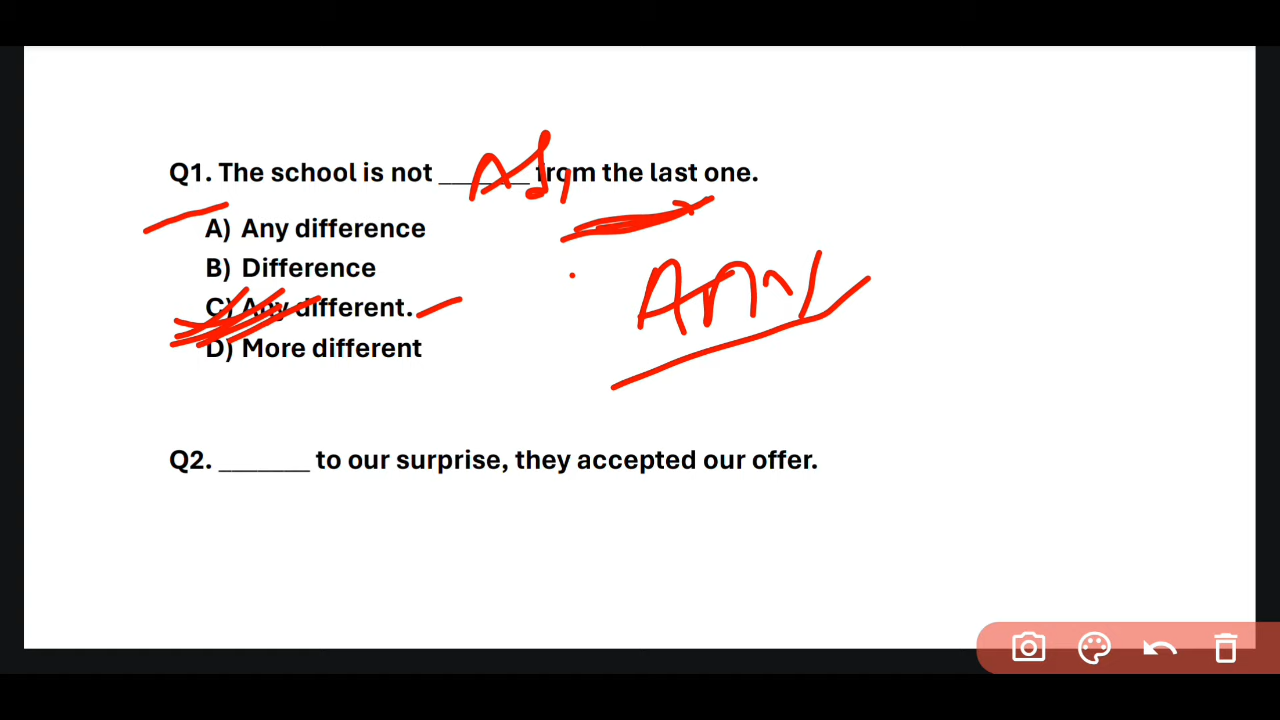 Q1. The school is not _______ from the last one.
A) Any difference
B) Difference
C) Any different.
D) More different
Any
Q2. _______ to our surprise, they accepted our offer.